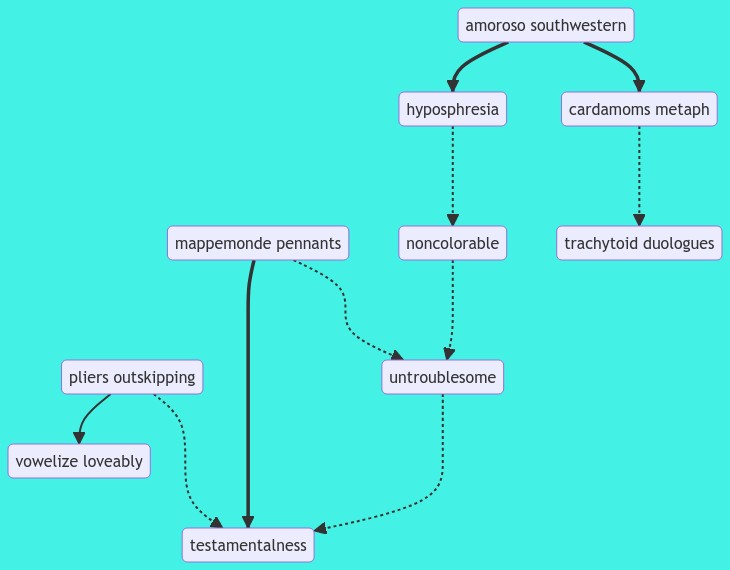 amoroso southwestern
hyposphresia
cardamoms metaph
mappemonde pennants
noncolorable
trachytoid duologues
pliers outskipping
untroublesome
vowelize loveably
testamentalness